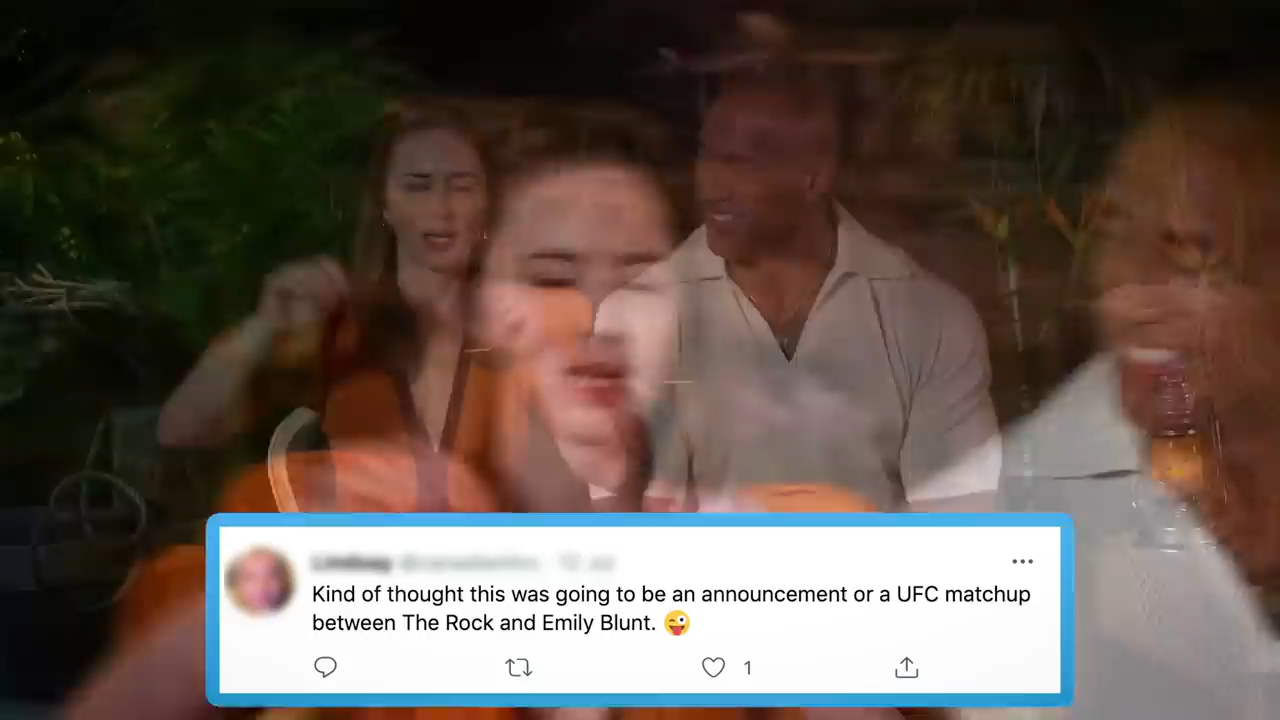 Kind of thought this was going to be an announcement or a UFC matchup
between The Rock and Emily Blunt. 😜
1